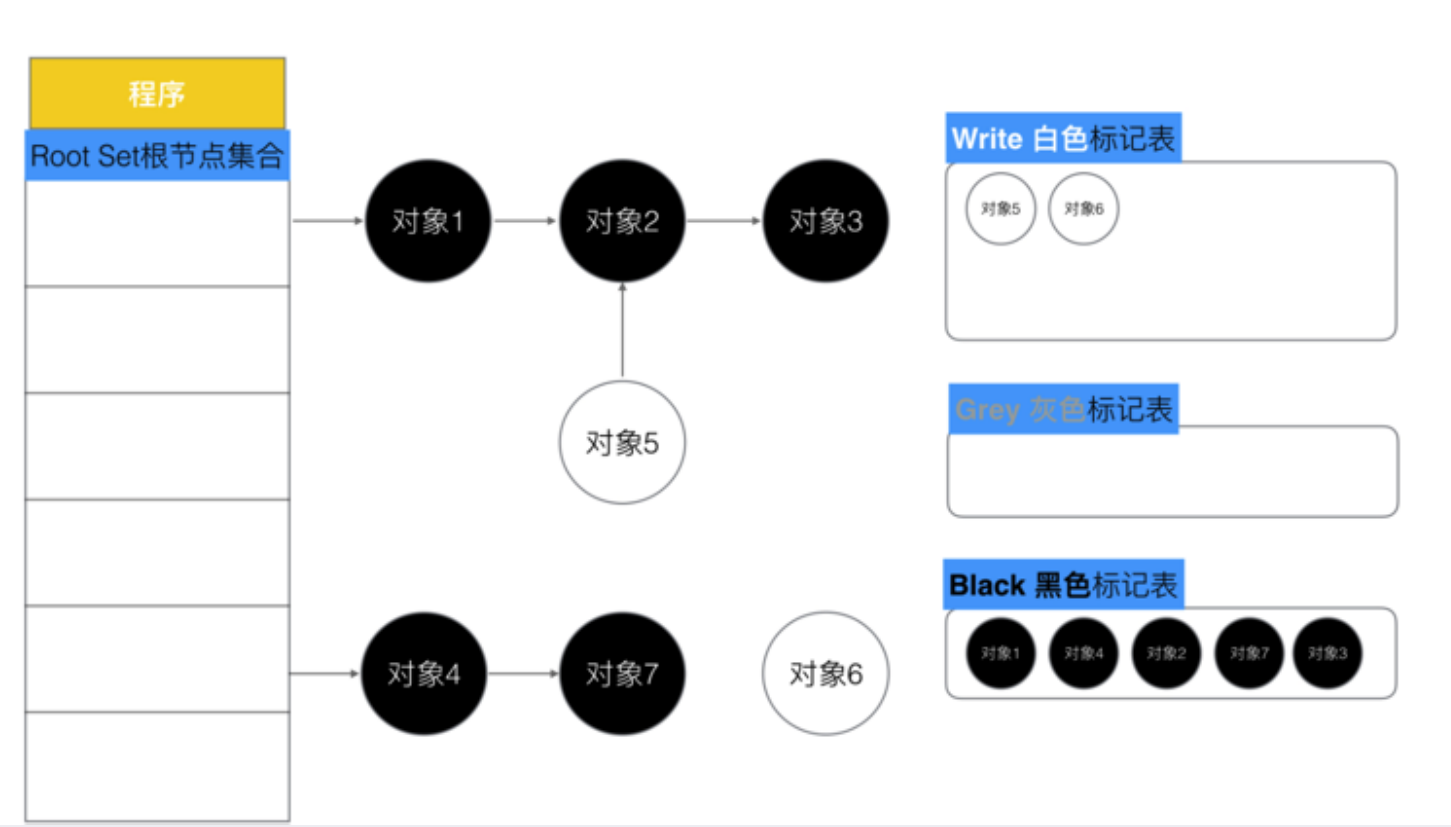 程序
Root Set根节点集合
对象1
对象2
对象3
对象5
对象4
对象7
对象6
Write 白色标记表
对象5
对象6
Grey 灰色标记表
Black 黑色标记表
对象1
对象4
对象2
对象7
对象3